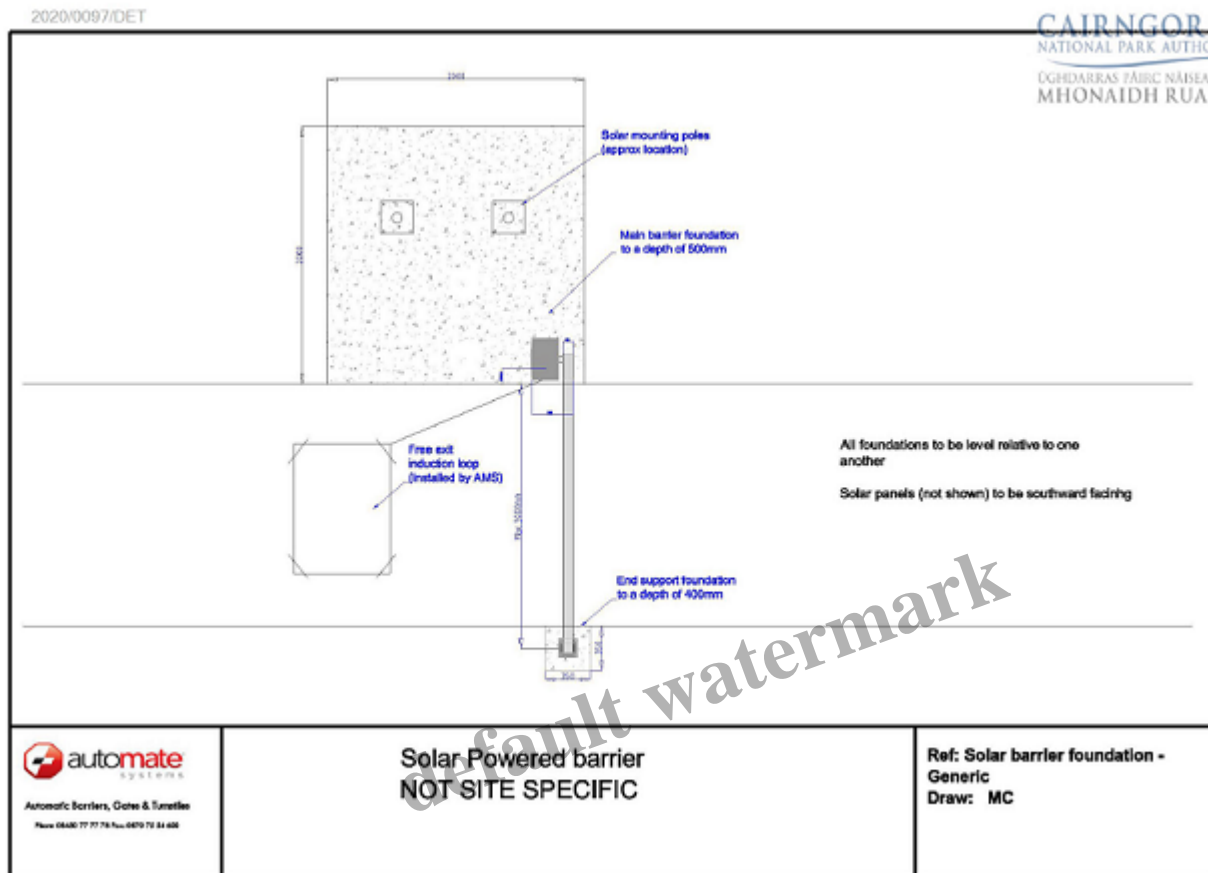 2020/0097/DET
CAIRNGOR
NATIONAL PARK AUTHO
ÙGHDARRAS PÀIRC NÀISEA
MHONAIDH RUA
Solar mounting poles
(approx location)
Main barrier foundation
to a depth of 500mm
Free exit
induction loop
(installed by AMS)
All foundations to be level relative to one
another
Solar panels (not shown) to be southward facinhg
End support foundation
to a depth of 400mm
350
default watermark
automate
systems
Automatic Barriers, Gates & Turnstiles
Solar Powered barrier
NOT SITE SPECIFIC
Ref: Solar barrier foundation -
Generic
Draw: MC